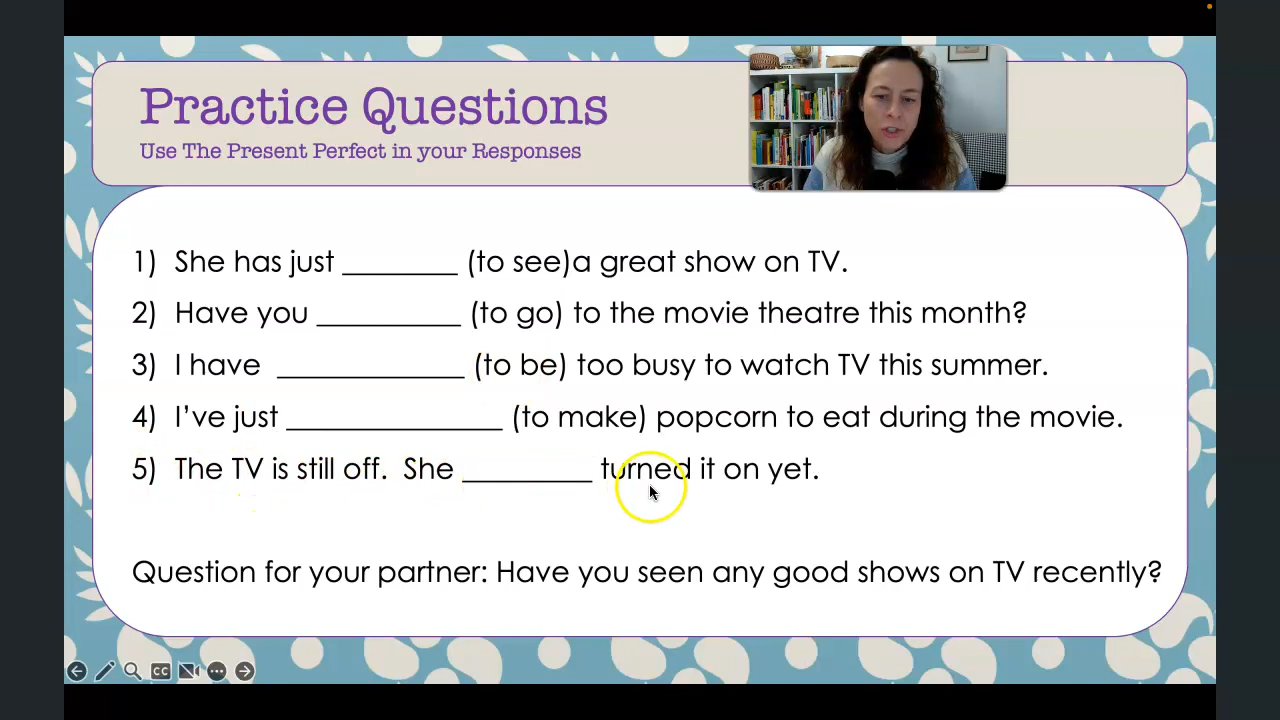 Practice Questions
Use The Present Perfect in your Responses
1) She has just ________ (to see)a great show on TV.
2) Have you __________ (to go) to the movie theatre this month?
3) I have _____________ (to be) too busy to watch TV this summer.
4) I’ve just _______________ (to make) popcorn to eat during the movie.
5) The TV is still off. She _________ turned it on yet.
Question for your partner: Have you seen any good shows on TV recently?
CC